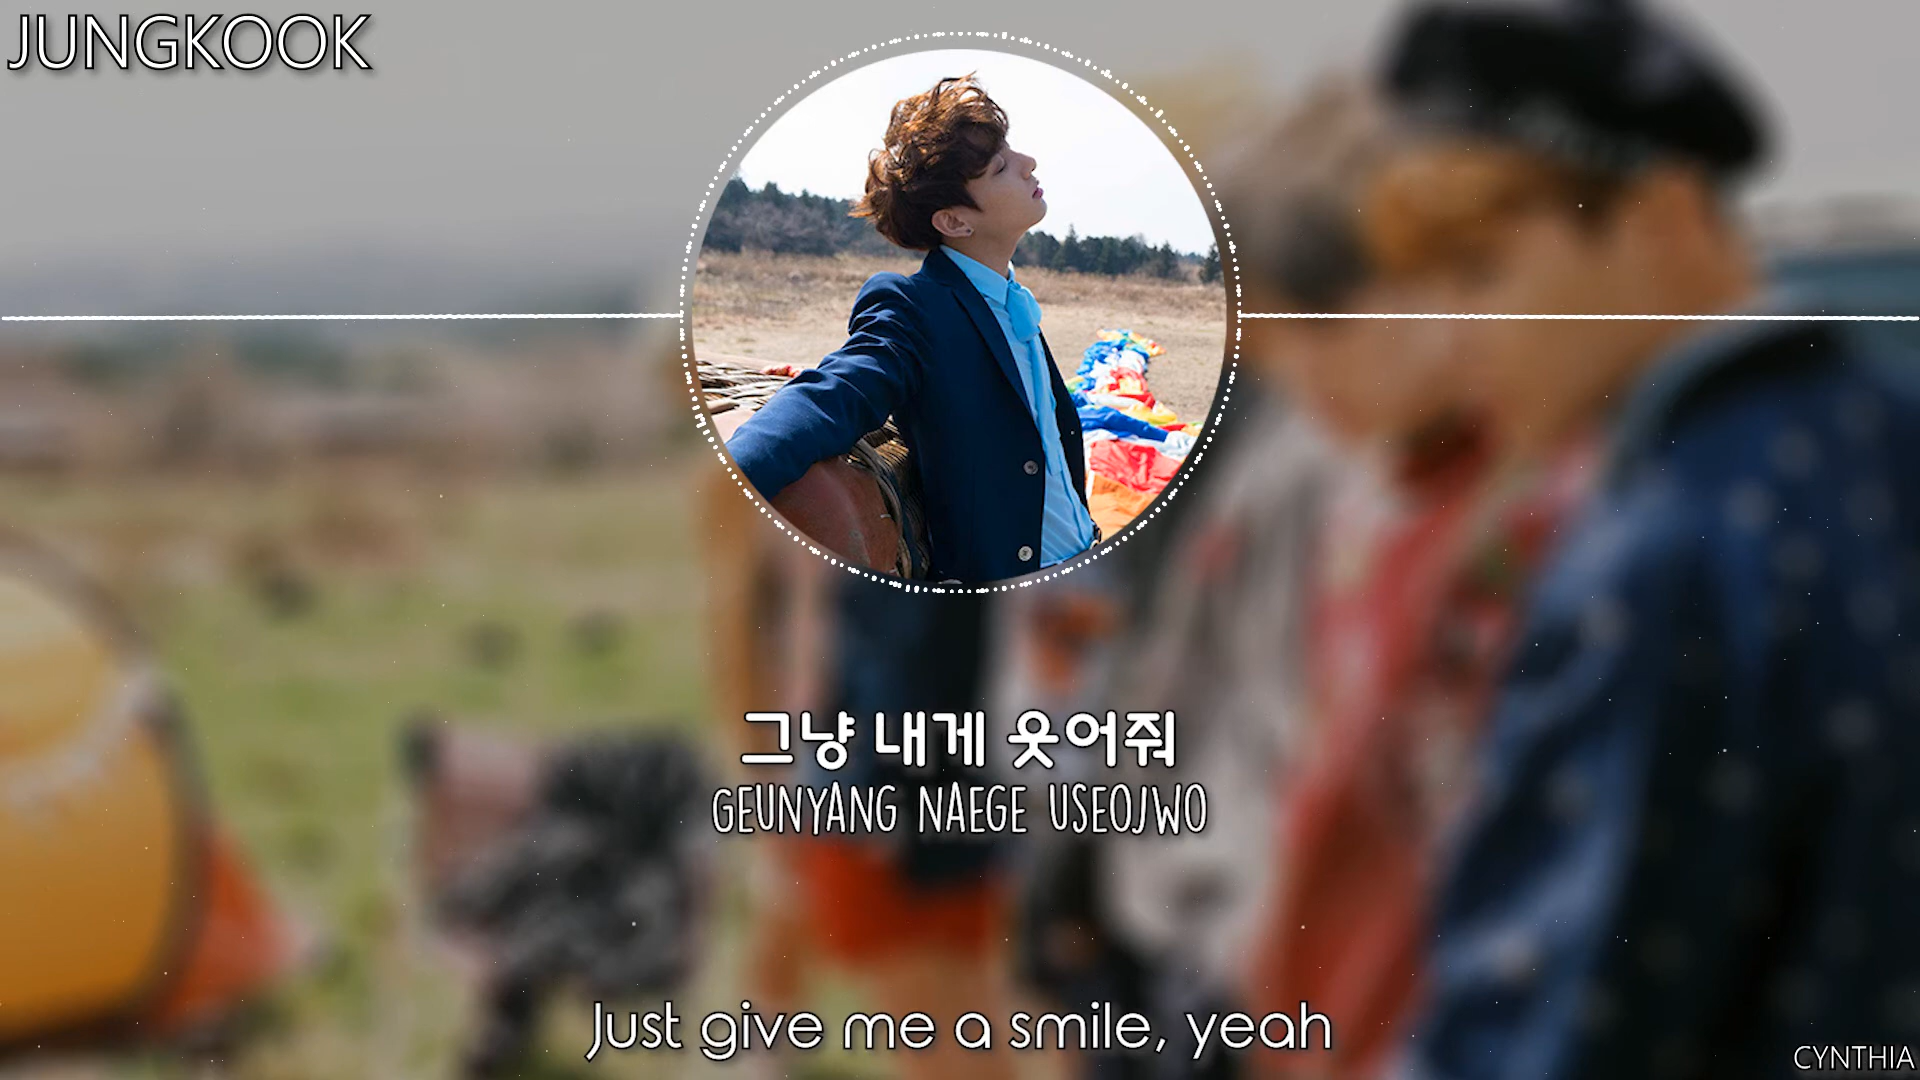 JUNGKOOK
그냥 내게 웃어줘
GEUNYANG NAEGE USEOJWO
Just give me a smile, yeah
CYNTHIA